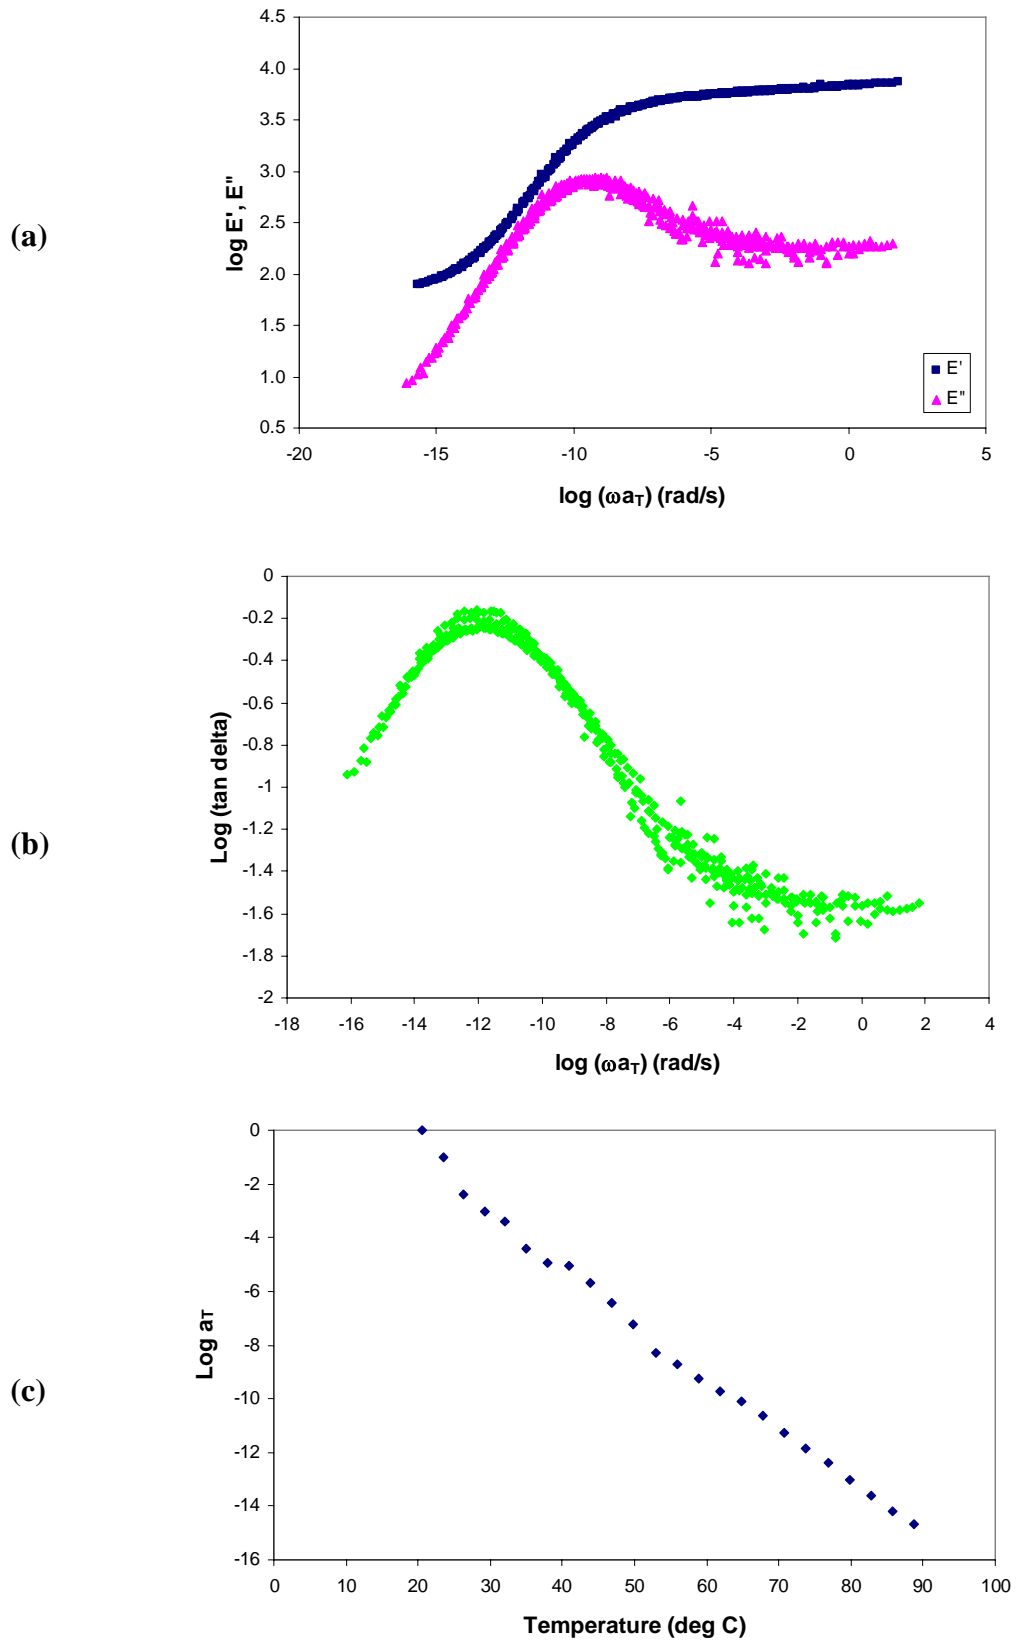 (a)
log E', E"
4.5
4.0
3.5
3.0
2.5
2.0
1.5
1.0
0.5
-20 -15 -10 -5 0 5
log (ωaT) (rad/s)
E'
E"
(b)
Log (tan delta)
0
-0.2
-0.4
-0.6
-0.8
-1
-1.2
-1.4
-1.6
-1.8
-2
-18 -16 -14 -12 -10 -8 -6 -4 -2 0 2 4
log (ωaT) (rad/s)
(c)
Log aT
0
-2
-4
-6
-8
-10
-12
-14
-16
0 10 20 30 40 50 60 70 80 90 100
Temperature (deg C)